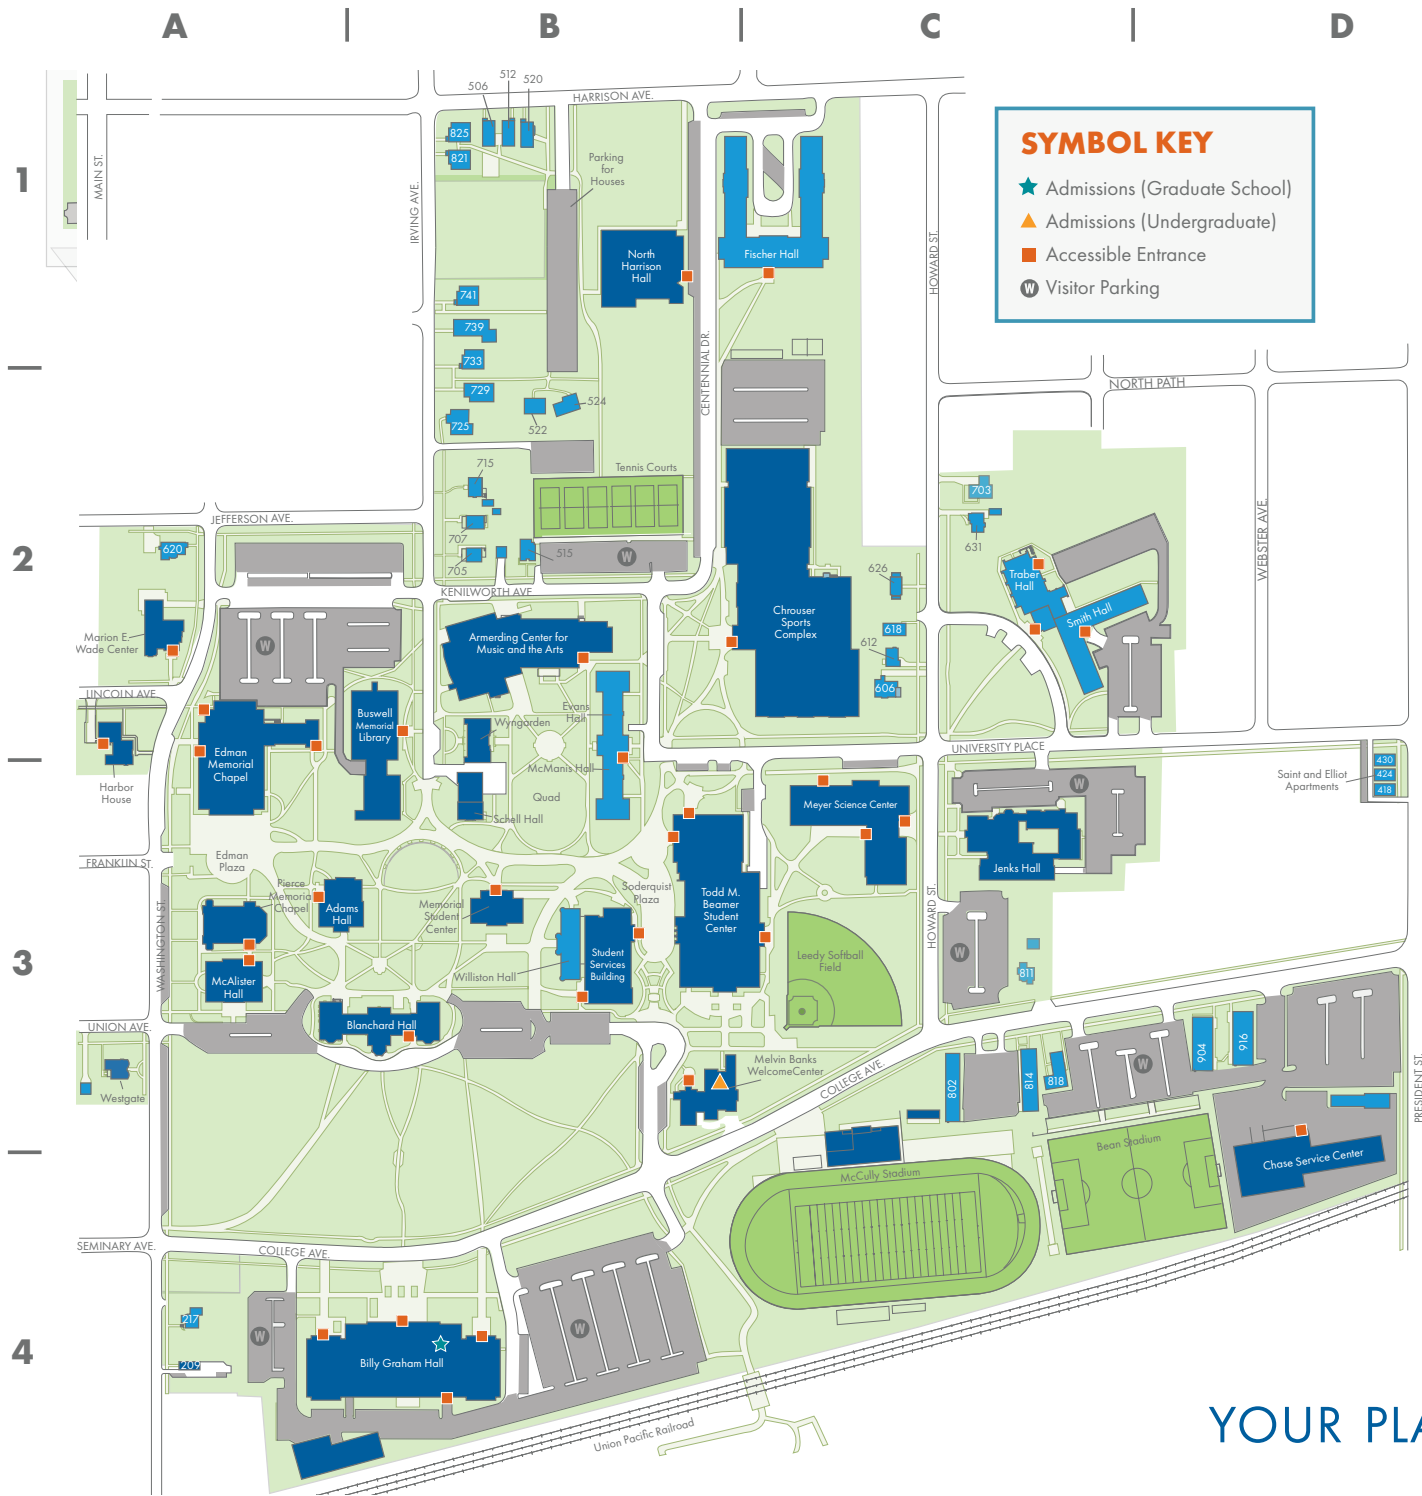 A
B
C
D
1
2
3
4
SYMBOL KEY
Admissions (Graduate School)
Admissions (Undergraduate)
Accessible Entrance
W Visitor Parking
506
512
520
HARRISON AVE.
MAIN ST.
IRVING AVE.
825
821
Parking
for
Houses
North
Harrison
Hall
Fischer Hall
HOWARD ST.
CENTENNIAL DR.
741
739
733
729
725
522
524
NORTH PATH
715
707
705
515
Tennis Courts
W
JEFFERSON AVE.
KENILWORTH AVE.
WEBSTER AVE.
703
631
626
618
612
606
620
Marion E.
Wade Center
W
Traber
Hall
Smith Hall
Chrouser
Sports
Complex
Armerding Center for
Music and the Arts
LINCOLN AVE.
Harbor
House
Edman
Memorial
Chapel
Buswell
Memorial
Library
Wyngarden
Evans
Hall
McManis Hall
Quad
Schell Hall
UNIVERSITY PLACE
Saint and Elliot
Apartments
430
424
418
Meyer Science Center
W
Jenks Hall
FRANKLIN ST.
Edman
Plaza
Pierce
Memorial
Chapel
Adams
Hall
Memorial
Student
Center
Soderquist
Plaza
Todd M.
Beamer
Student
Center
WASHINGTON ST.
McAlister
Hall
Williston Hall
Student
Services
Building
Leedy Softball
Field
HOWARD ST.
W
811
UNION AVE.
Blanchard Hall
Westgate
Melvin Banks
WelcomeCenter
COLLEGE AVE.
802
814
818
W
904
916
PRESIDENT ST.
Bean Stadium
Chase Service Center
McCully Stadium
SEMINARY AVE.
COLLEGE AVE.
217
209
W
Billy Graham Hall
W
Union Pacific Railroad
YOUR PLA